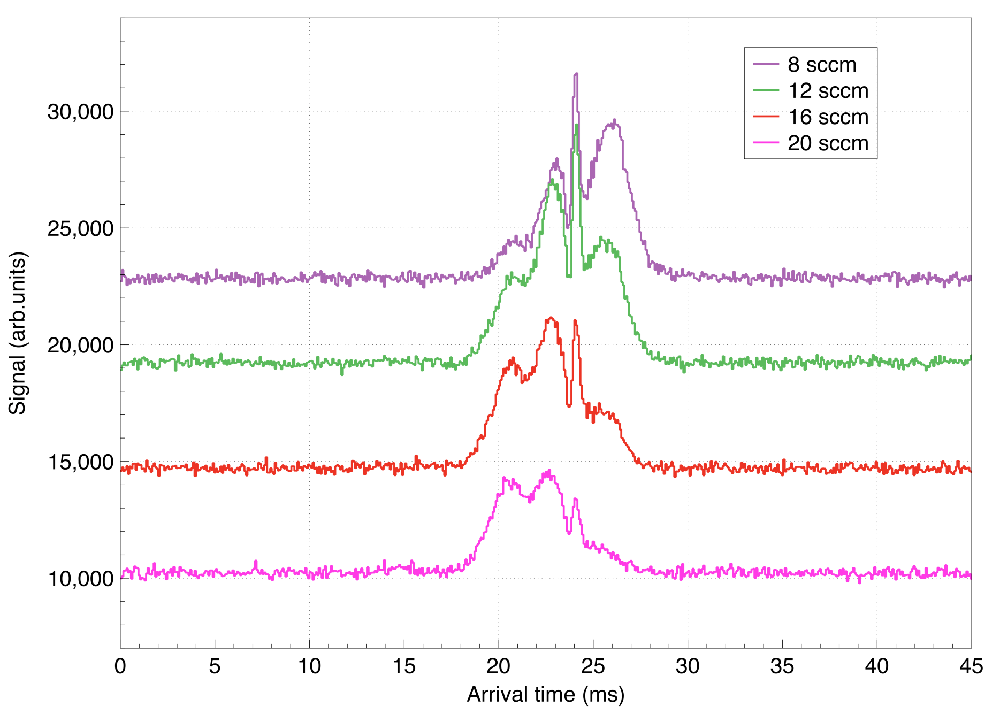 8 sccm
12 sccm
16 sccm
20 sccm
30,000
25,000
20,000
15,000
10,000
Signal (arb.units)
0 5 10 15 20 25 30 35 40 45
Arrival time (ms)